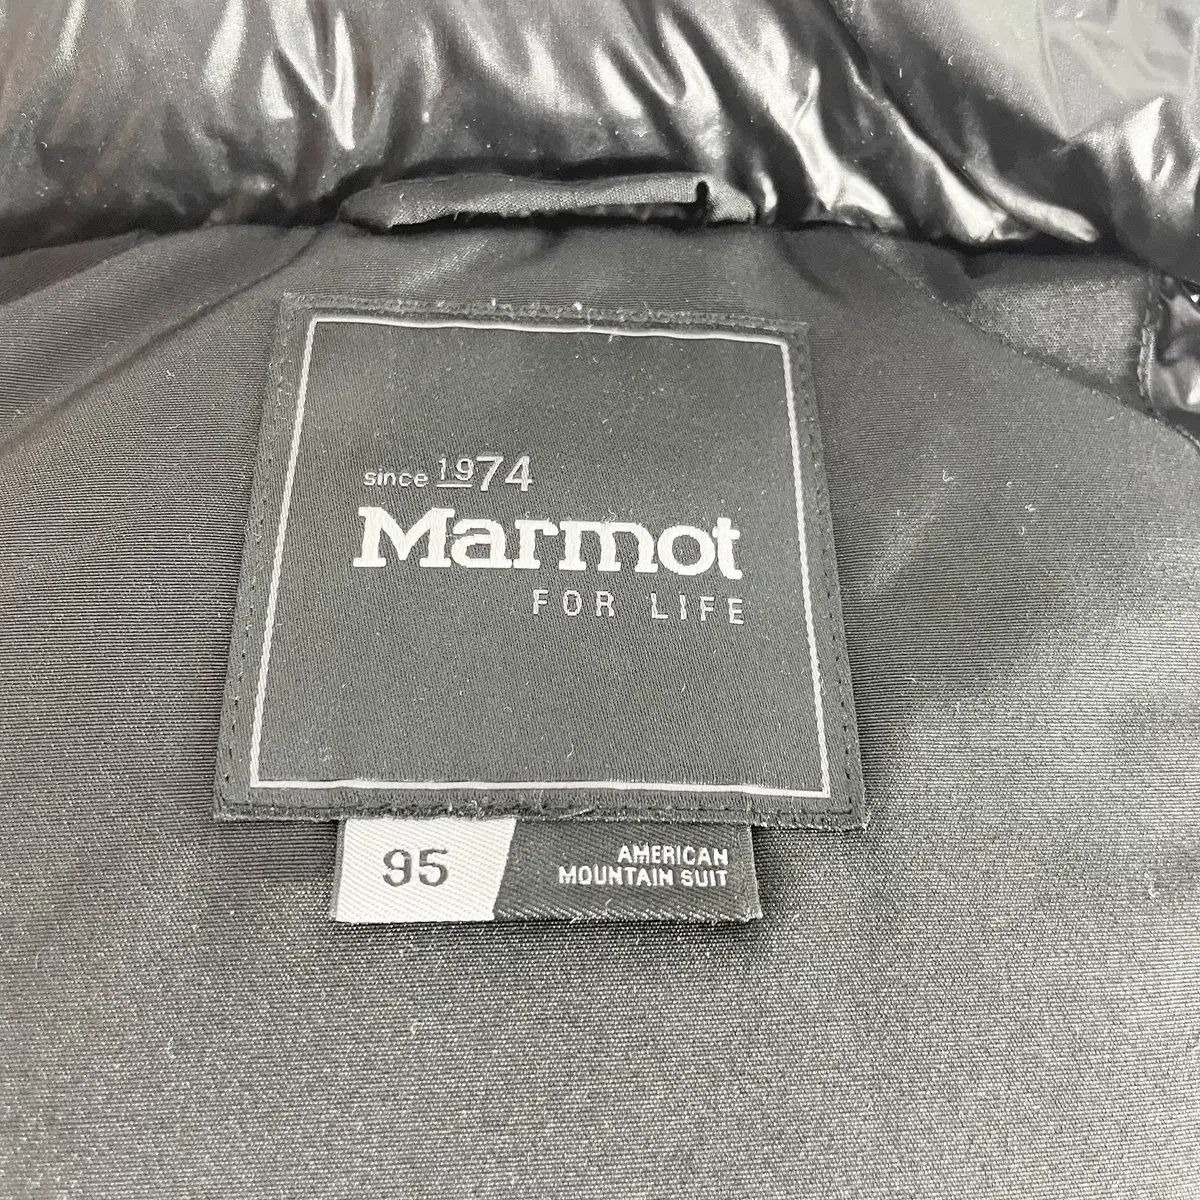 since 1974
Marmot
FOR LIFE
95
AMERICAN
MOUNTAIN SUIT